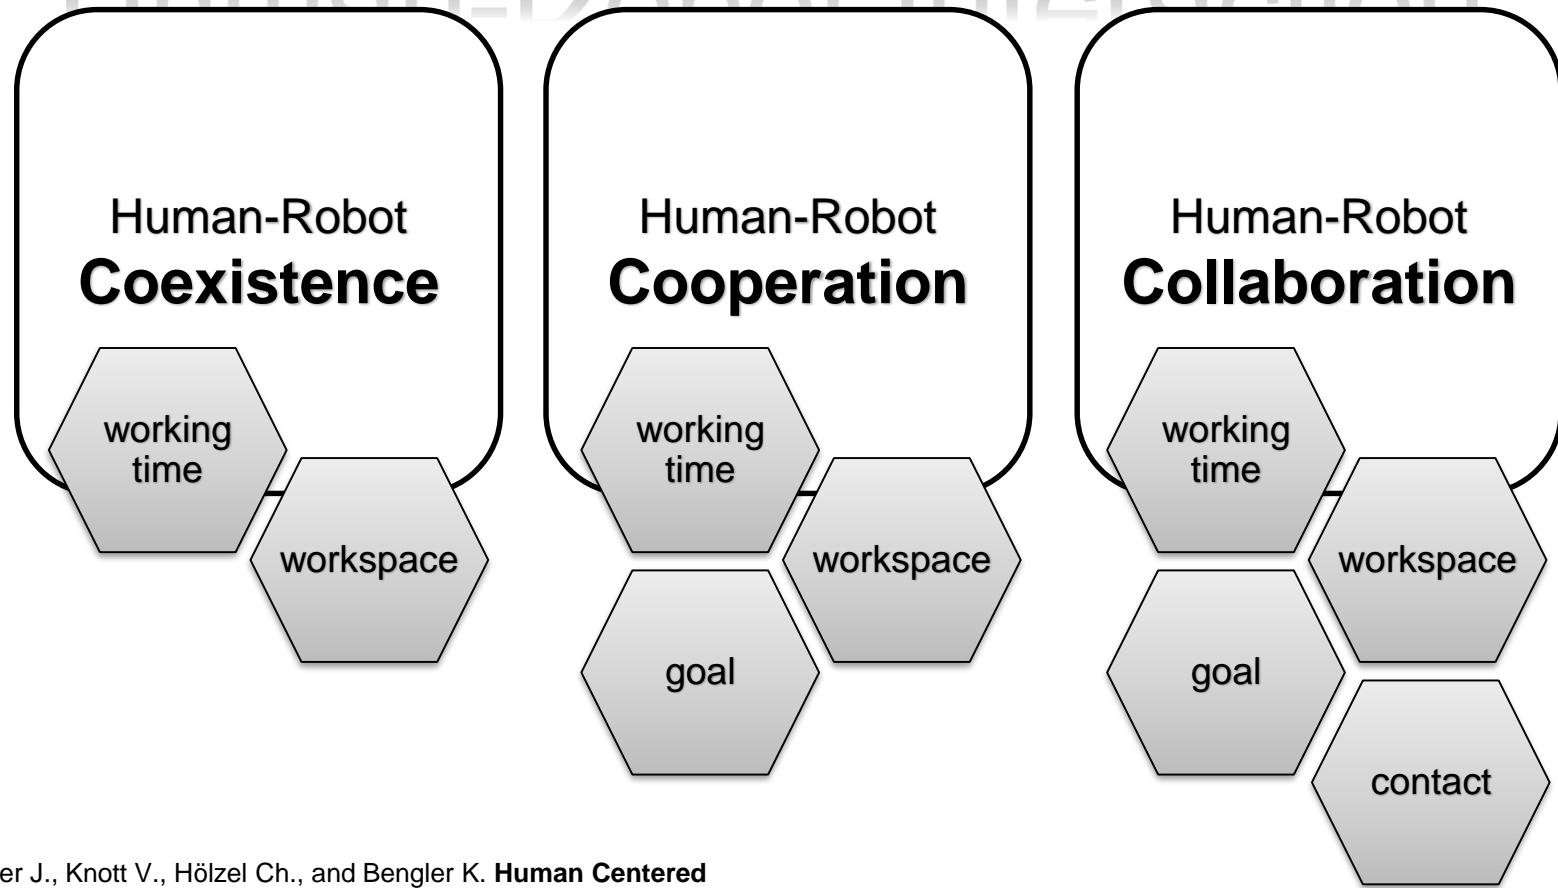 Human-Robot
Coexistence
working
time
workspace
Human-Robot
Cooperation
working
time
workspace
goal
Human-Robot
Collaboration
working
time
workspace
goal
contact
er J., Knott V., Hölzel Ch., and Bengler K. Human Centered